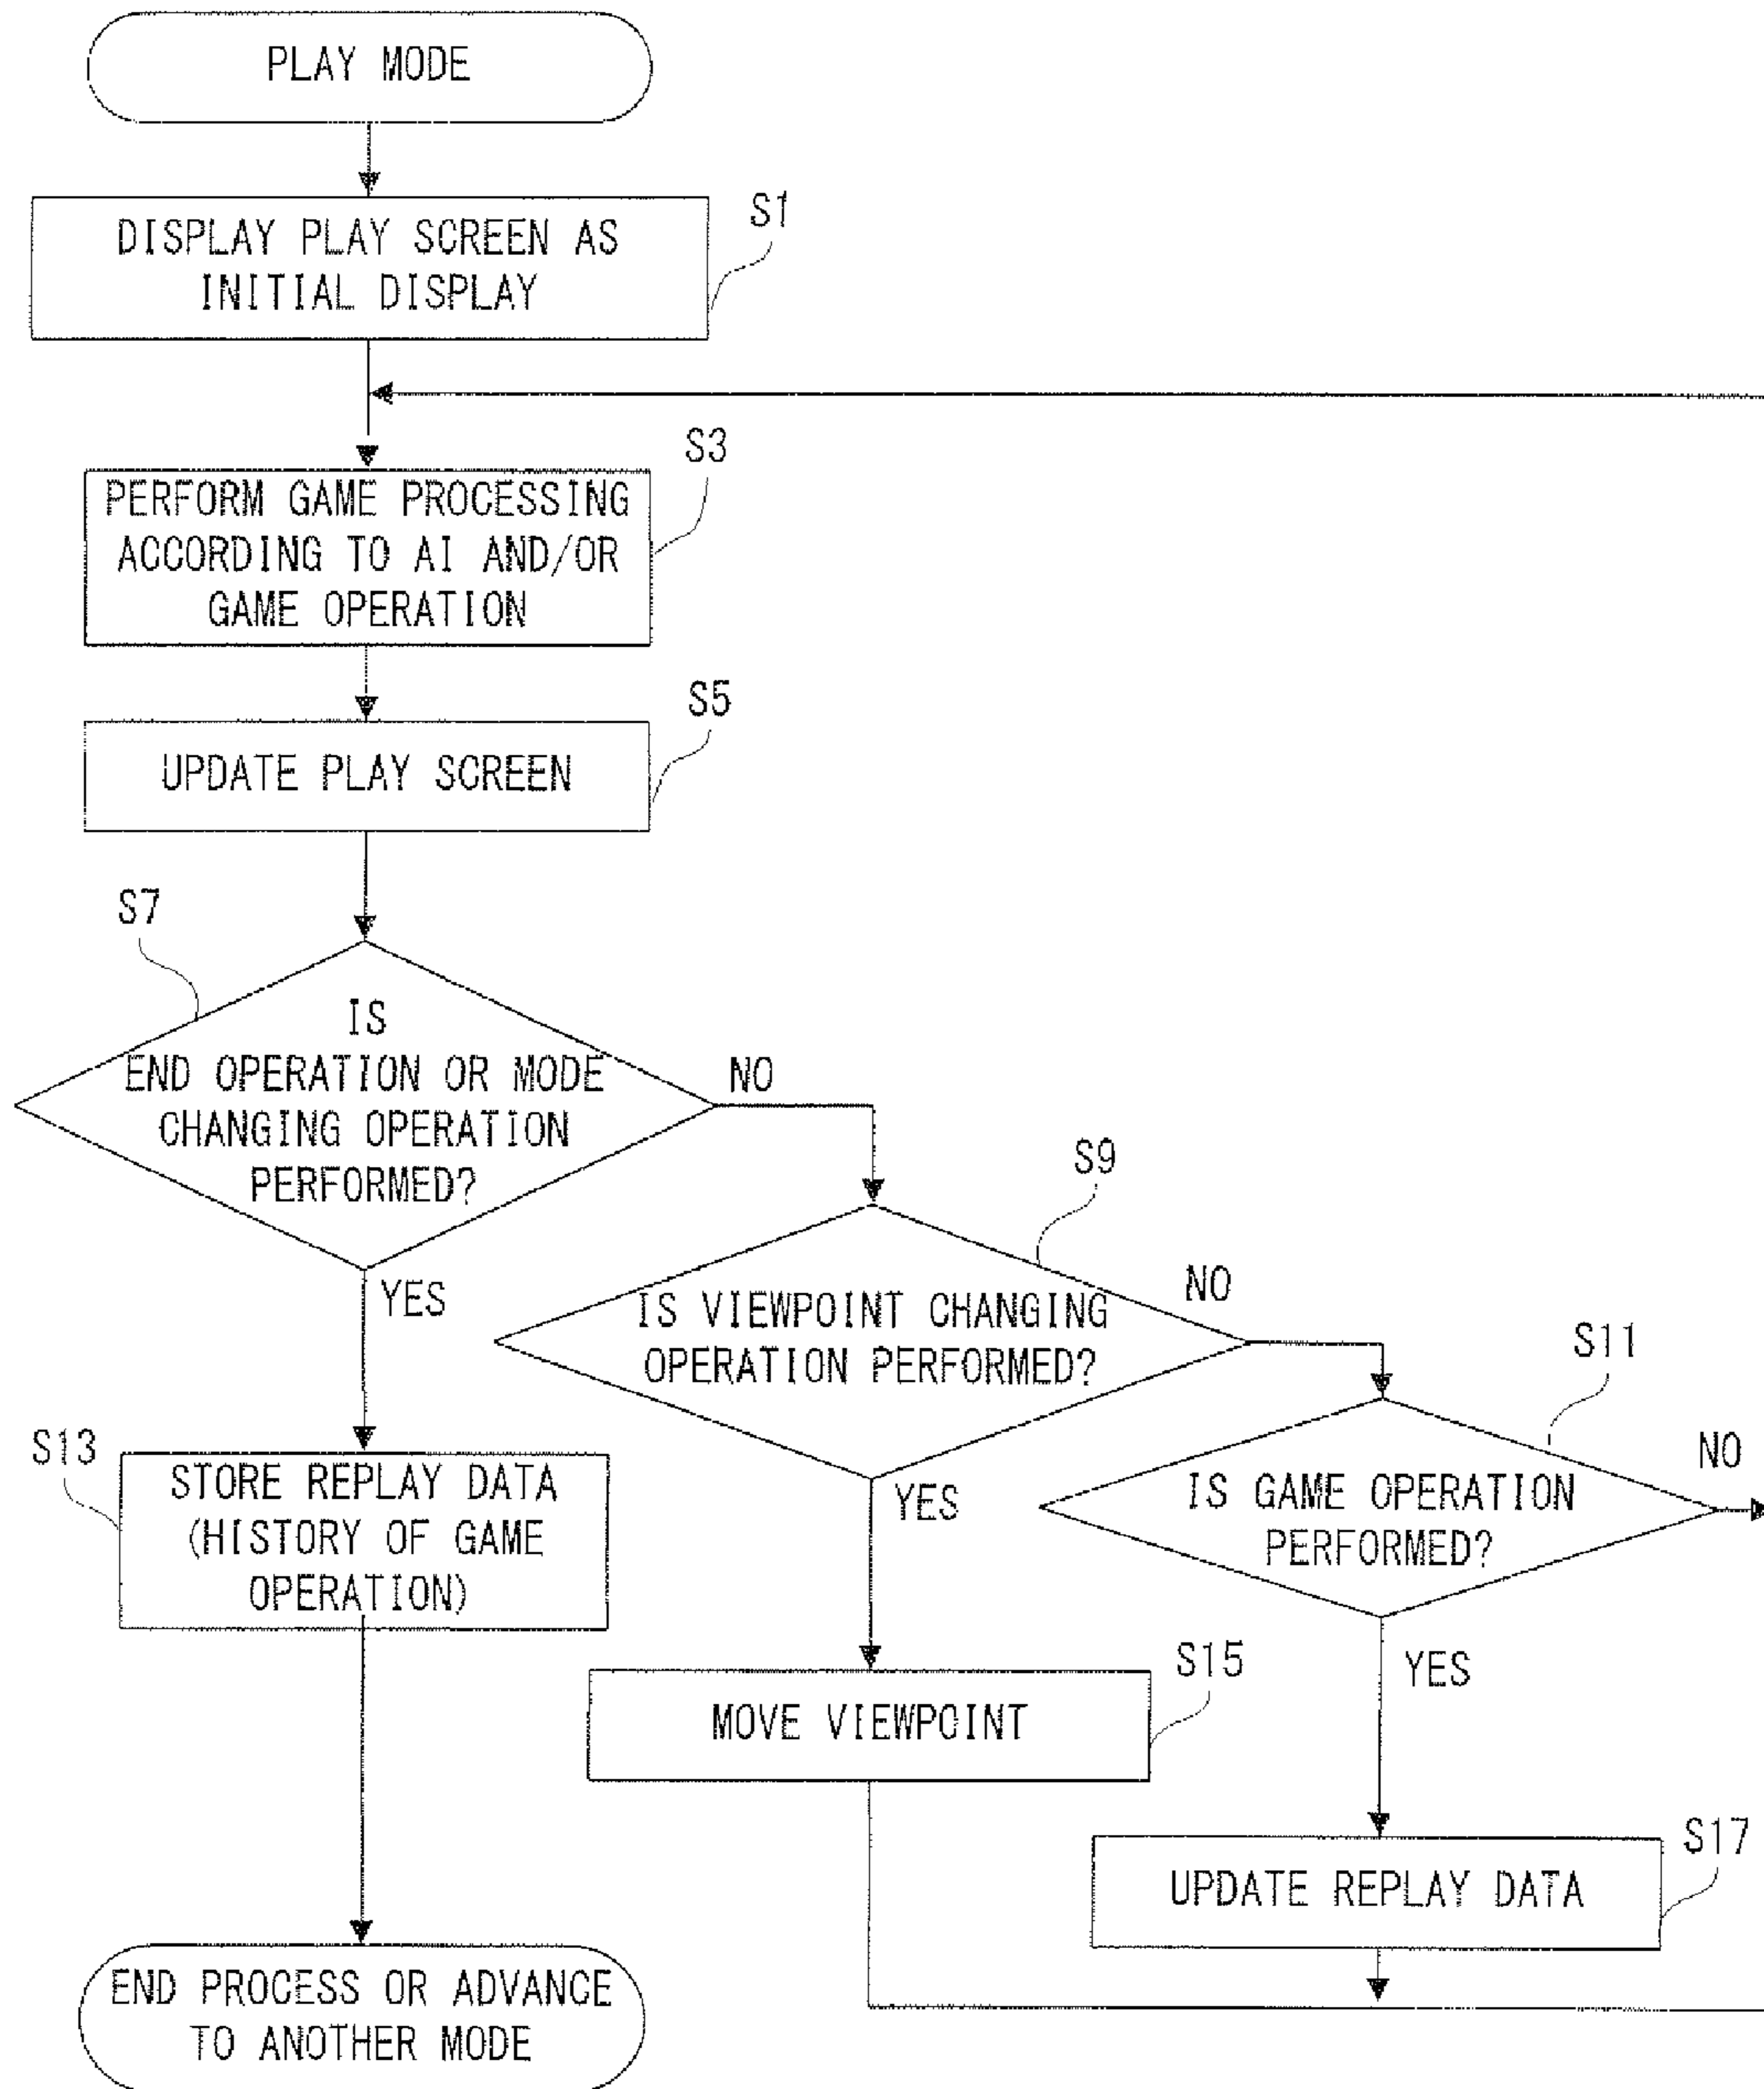 PLAY MODE
S1
DISPLAY PLAY SCREEN AS
INITIAL DISPLAY
S3
PERFORM GAME PROCESSING
ACCORDING TO AI AND/OR
GAME OPERATION
S5
UPDATE PLAY SCREEN
S7
IS
END OPERATION OR MODE
CHANGING OPERATION
PERFORMED?
NO
YES
S9
IS VIEWPOINT CHANGING
OPERATION PERFORMED?
NO
YES
S11
IS GAME OPERATION
PERFORMED?
NO
YES
S13
STORE REPLAY DATA
(HISTORY OF GAME
OPERATION)
S15
MOVE VIEWPOINT
S17
UPDATE REPLAY DATA
END PROCESS OR ADVANCE
TO ANOTHER MODE